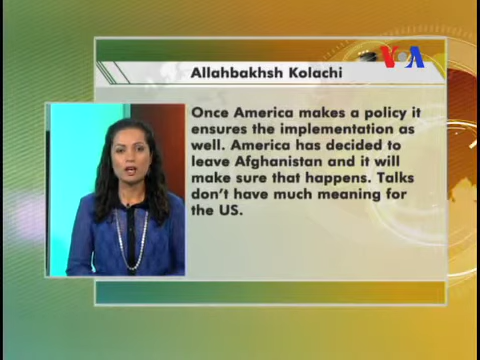 VOA
Allahbakhsh Kolachi
Once America makes a policy it
ensures the implementation as
well. America has decided to
leave Afghanistan and it will
make sure that happens. Talks
don't have much meaning for
the US.